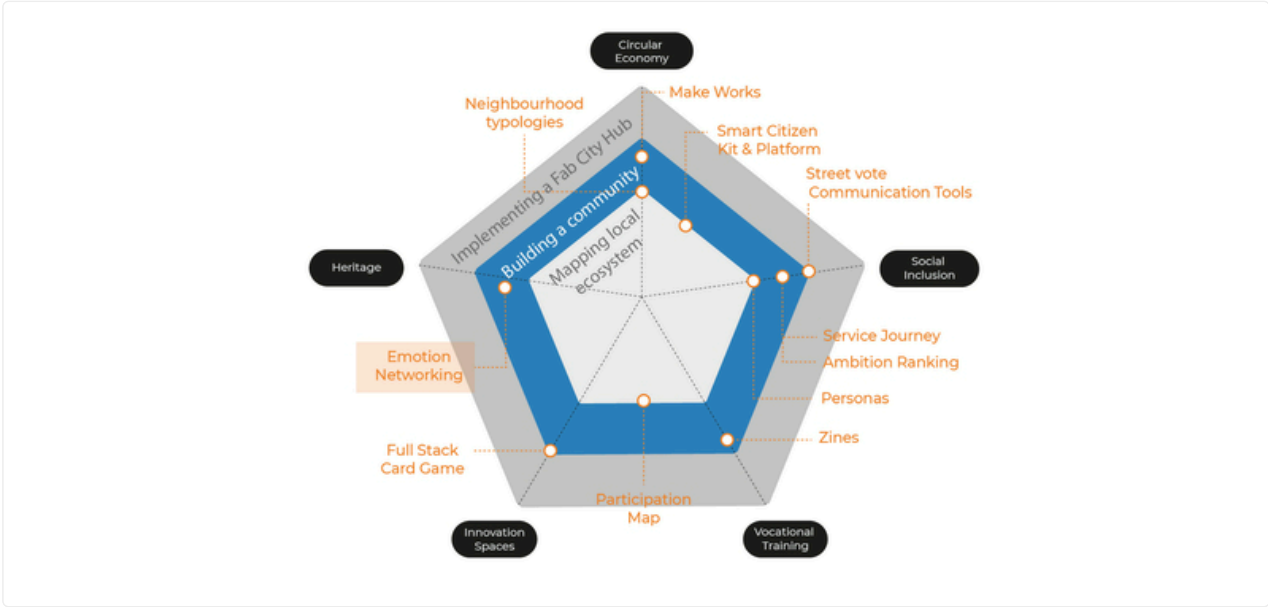 Circular
Economy
Make Works
Neighbourhood
typologies
Smart Citizen
Kit & Platform
Street vote
Communication Tools
Implementing a Fab City Hub
Building a community
Mapping local
ecosystem
Heritage
Social
Inclusion
Service Journey
Emotion
Networking
Ambition Ranking
Personas
Zines
Full Stack
Card Game
Participation
Map
Innovation
Spaces
Vocational
Training